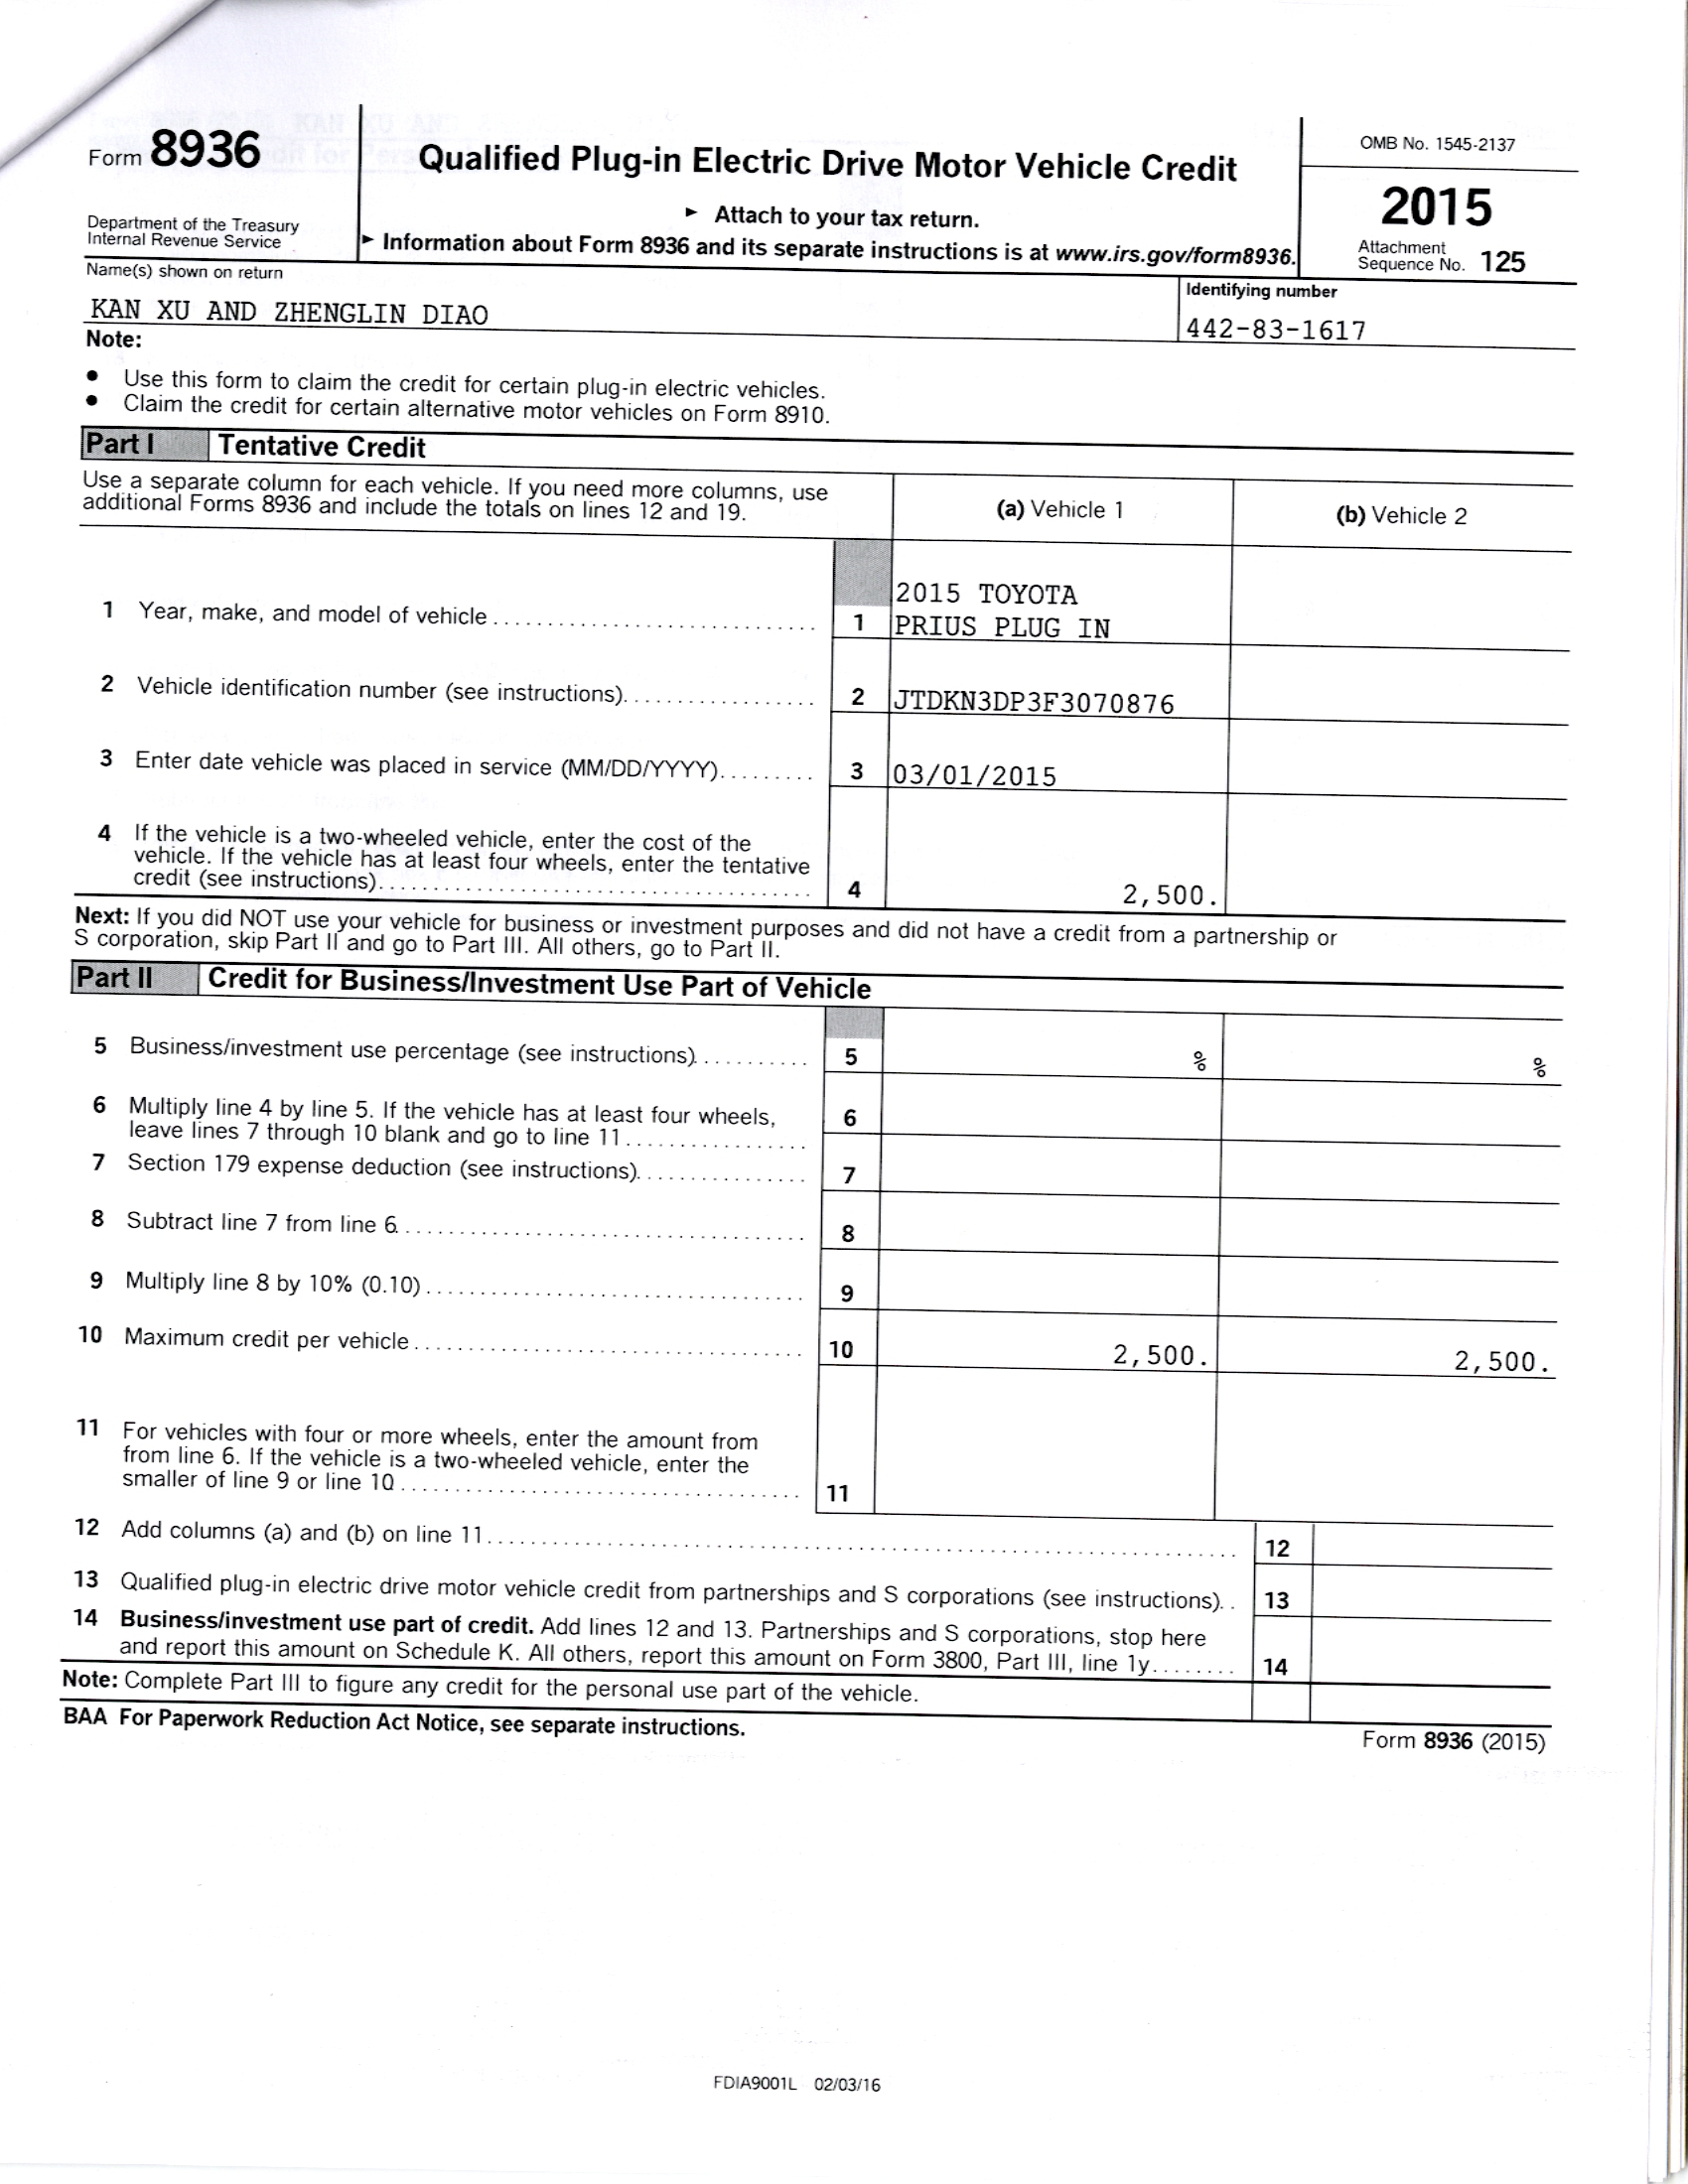 Form 8936
Qualified Plug-in Electric Drive Motor Vehicle Credit
OMB No. 1545-2137
2015
► Attach to your tax return.
Department of the Treasury
Internal Revenue Service
► Information about Form 8936 and its separate instructions is at www.irs.gov/form8936.
Attachment
Sequence No. 125
Name(s) shown on return
Identifying number
KAN XU AND ZHENGLIN DIAO
442-83-1617
Note:
• Use this form to claim the credit for certain plug-in electric vehicles.
• Claim the credit for certain alternative motor vehicles on Form 8910.
Part I Tentative Credit
Use a separate column for each vehicle. If you need more columns, use
additional Forms 8936 and include the totals on lines 12 and 19.
(a) Vehicle 1
(b) Vehicle 2
2015 TOYOTA
1 Year, make, and model of vehicle 1 PRIUS PLUG IN
2 Vehicle identification number (see instructions) 2 JTDKN3DP3F3070876
3 Enter date vehicle was placed in service (MM/DD/YYYY) 3 03/01/2015
4 If the vehicle is a two-wheeled vehicle, enter the cost of the
vehicle. If the vehicle has at least four wheels, enter the tentative
credit (see instructions) 4 2,500.
Next: If you did NOT use your vehicle for business or investment purposes and did not have a credit from a partnership or
S corporation, skip Part II and go to Part III. All others, go to Part II.
Part II Credit for Business/Investment Use Part of Vehicle
5 Business/investment use percentage (see instructions) 5 % %
6 Multiply line 4 by line 5. If the vehicle has at least four wheels,
leave lines 7 through 10 blank and go to line 11 6
7 Section 179 expense deduction (see instructions) 7
8 Subtract line 7 from line 6 8
9 Multiply line 8 by 10% (0.10) 9
10 Maximum credit per vehicle 10 2,500. 2,500.
11 For vehicles with four or more wheels, enter the amount from
from line 6. If the vehicle is a two-wheeled vehicle, enter the
smaller of line 9 or line 10 11
12 Add columns (a) and (b) on line 11 12
13 Qualified plug-in electric drive motor vehicle credit from partnerships and S corporations (see instructions) 13
14 Business/investment use part of credit. Add lines 12 and 13. Partnerships and S corporations, stop here
and report this amount on Schedule K. All others, report this amount on Form 3800, Part III, line 1y 14
Note: Complete Part III to figure any credit for the personal use part of the vehicle.
BAA For Paperwork Reduction Act Notice, see separate instructions.
Form 8936 (2015)
FDIA9001L 02/03/16